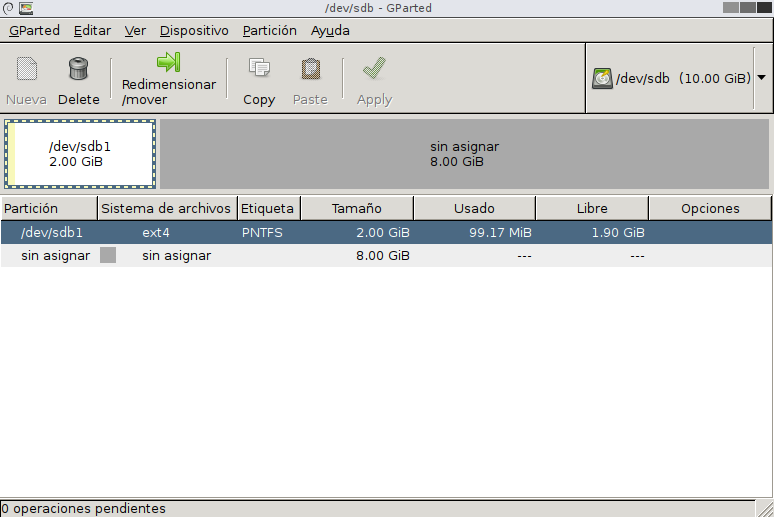 /dev/sdb - GParted
GParted Editar Ver Dispositivo Partición Ayuda
Nueva
Delete
Redimensionar
/mover
Copy
Paste
Apply
/dev/sdb (10.00 GiB)
/dev/sdb1
2.00 GiB
sin asignar
8.00 GiB
Partición Sistema de archivos Etiqueta Tamaño Usado Libre Opciones
/dev/sdb1 ext4 PNTFS 2.00 GiB 99.17 MiB 1.90 GiB
sin asignar sin asignar 8.00 GiB --- ---
0 operaciones pendientes